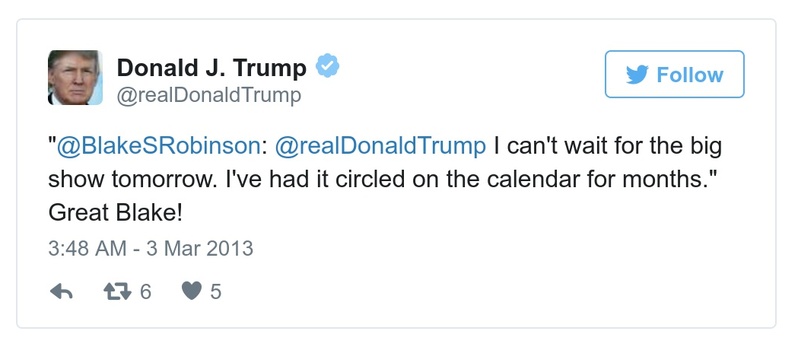 Donald J. Trump
@realDonaldTrump
Follow
"@BlakeSRobinson: @realDonaldTrump I can't wait for the big
show tomorrow. I've had it circled on the calendar for months."
Great Blake!
3:48 AM - 3 Mar 2013
6 5